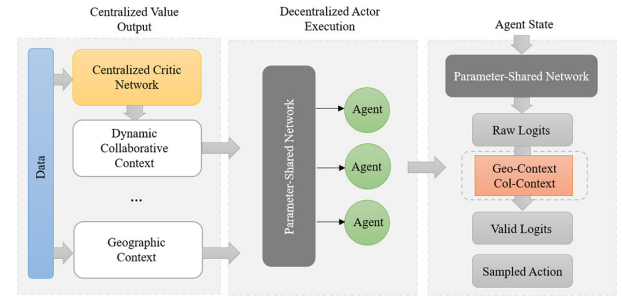 Centralized Value
Output
Data
Centralized Critic
Network
Dynamic
Collaborative
Context
...
Geographic
Context
Decentralized Actor
Execution
Parameter-Shared Network
Agent
Agent
Agent
Agent State
Parameter-Shared Network
Raw Logits
Geo-Context
Col-Context
Valid Logits
Sampled Action